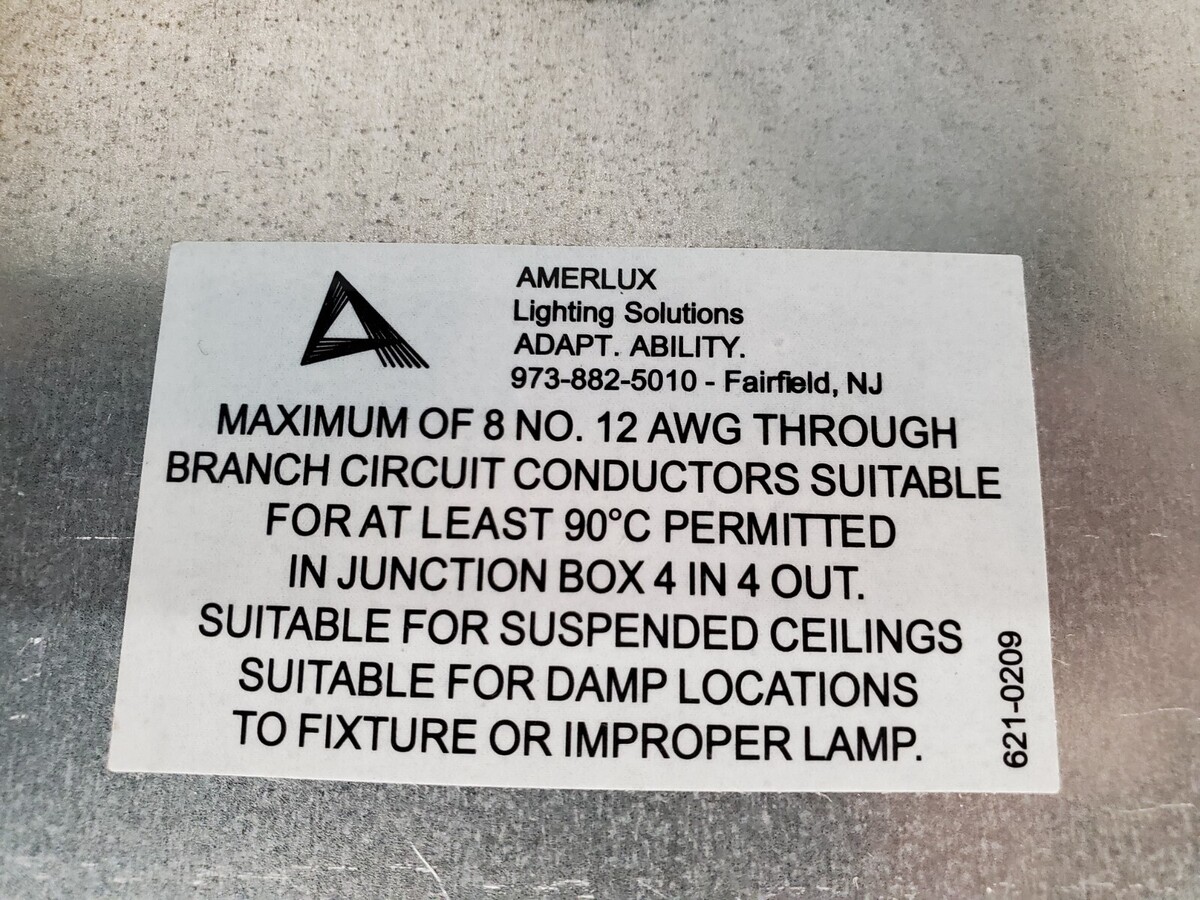 AMERLUX
Lighting Solutions
ADAPT. ABILITY.
973-882-5010 - Fairfield, NJ
MAXIMUM OF 8 NO. 12 AWG THROUGH
BRANCH CIRCUIT CONDUCTORS SUITABLE
FOR AT LEAST 90°C PERMITTED
IN JUNCTION BOX 4 IN 4 OUT.
SUITABLE FOR SUSPENDED CEILINGS
SUITABLE FOR DAMP LOCATIONS
TO FIXTURE OR IMPROPER LAMP.
621-0209